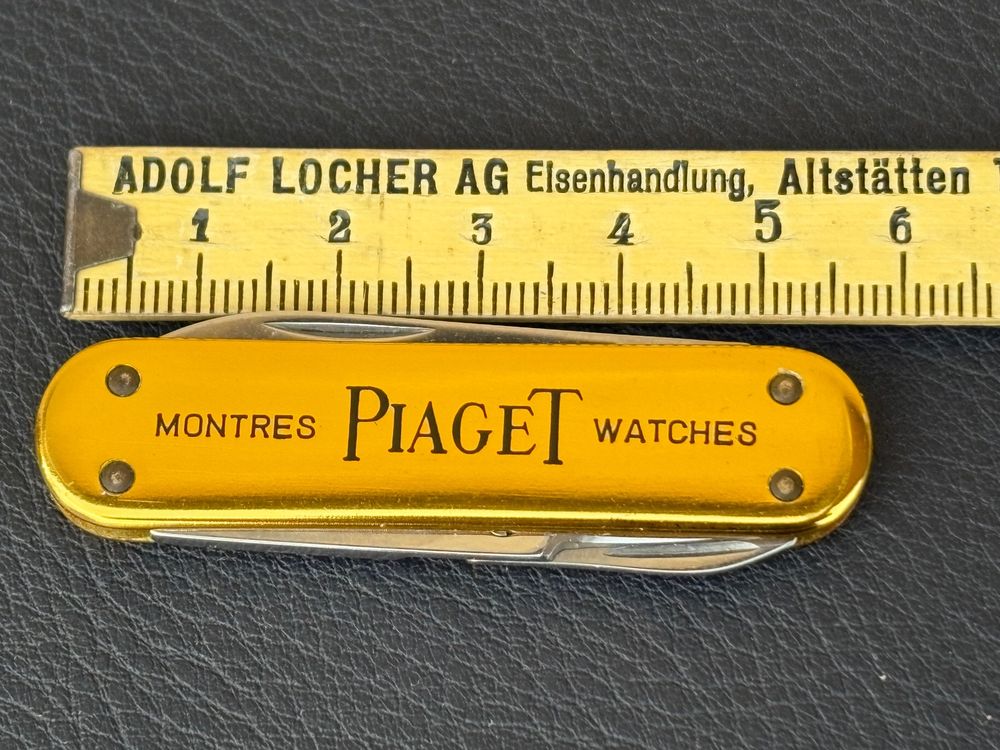 ADOLF LOCHER AG Eisenhandlung, Altstätten
1 2 3 4 5 6
MONTRES PIAGET WATCHES